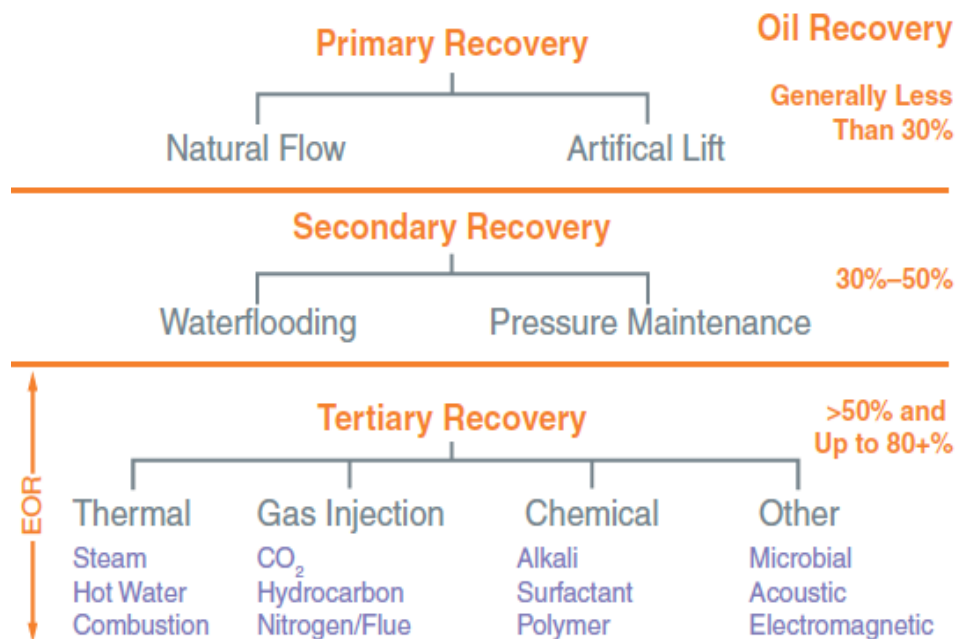 Oil Recovery
Primary Recovery
Generally Less
Than 30%
Natural Flow
Artifical Lift
Secondary Recovery
30%–50%
Waterflooding
Pressure Maintenance
Tertiary Recovery
>50% and
Up to 80+%
EOR
Thermal
Steam
Hot Water
Combustion
Gas Injection
CO₂
Hydrocarbon
Nitrogen/Flue
Chemical
Alkali
Surfactant
Polymer
Other
Microbial
Acoustic
Electromagnetic